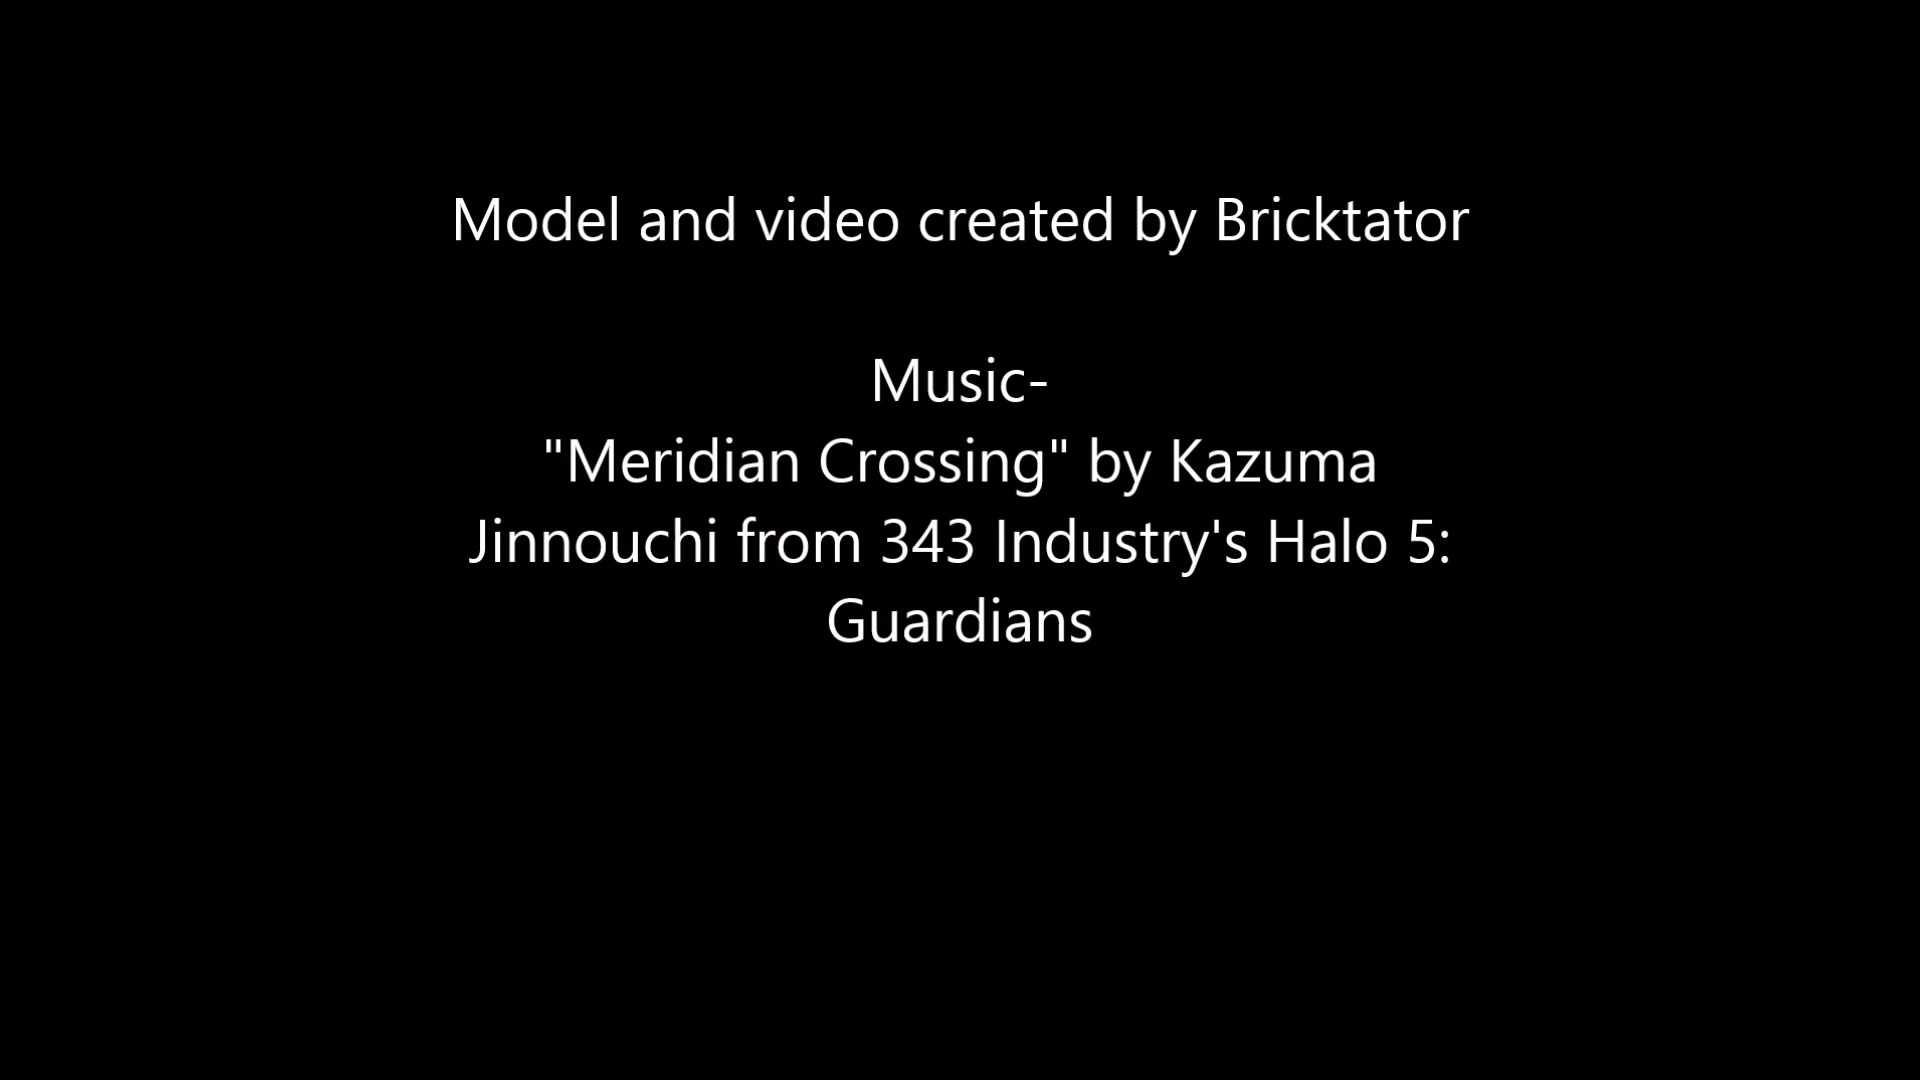 Model and video created by Bricktator
Music-
"Meridian Crossing" by Kazuma
Jinnouchi from 343 Industry's Halo 5:
Guardians